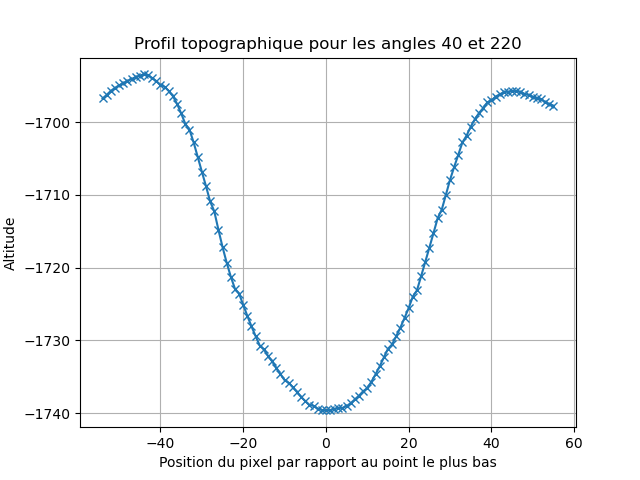 Profil topographique pour les angles 40 et 220
Altitude
−1700
−1710
−1720
−1730
−1740
−40 −20 0 20 40 60
Position du pixel par rapport au point le plus bas